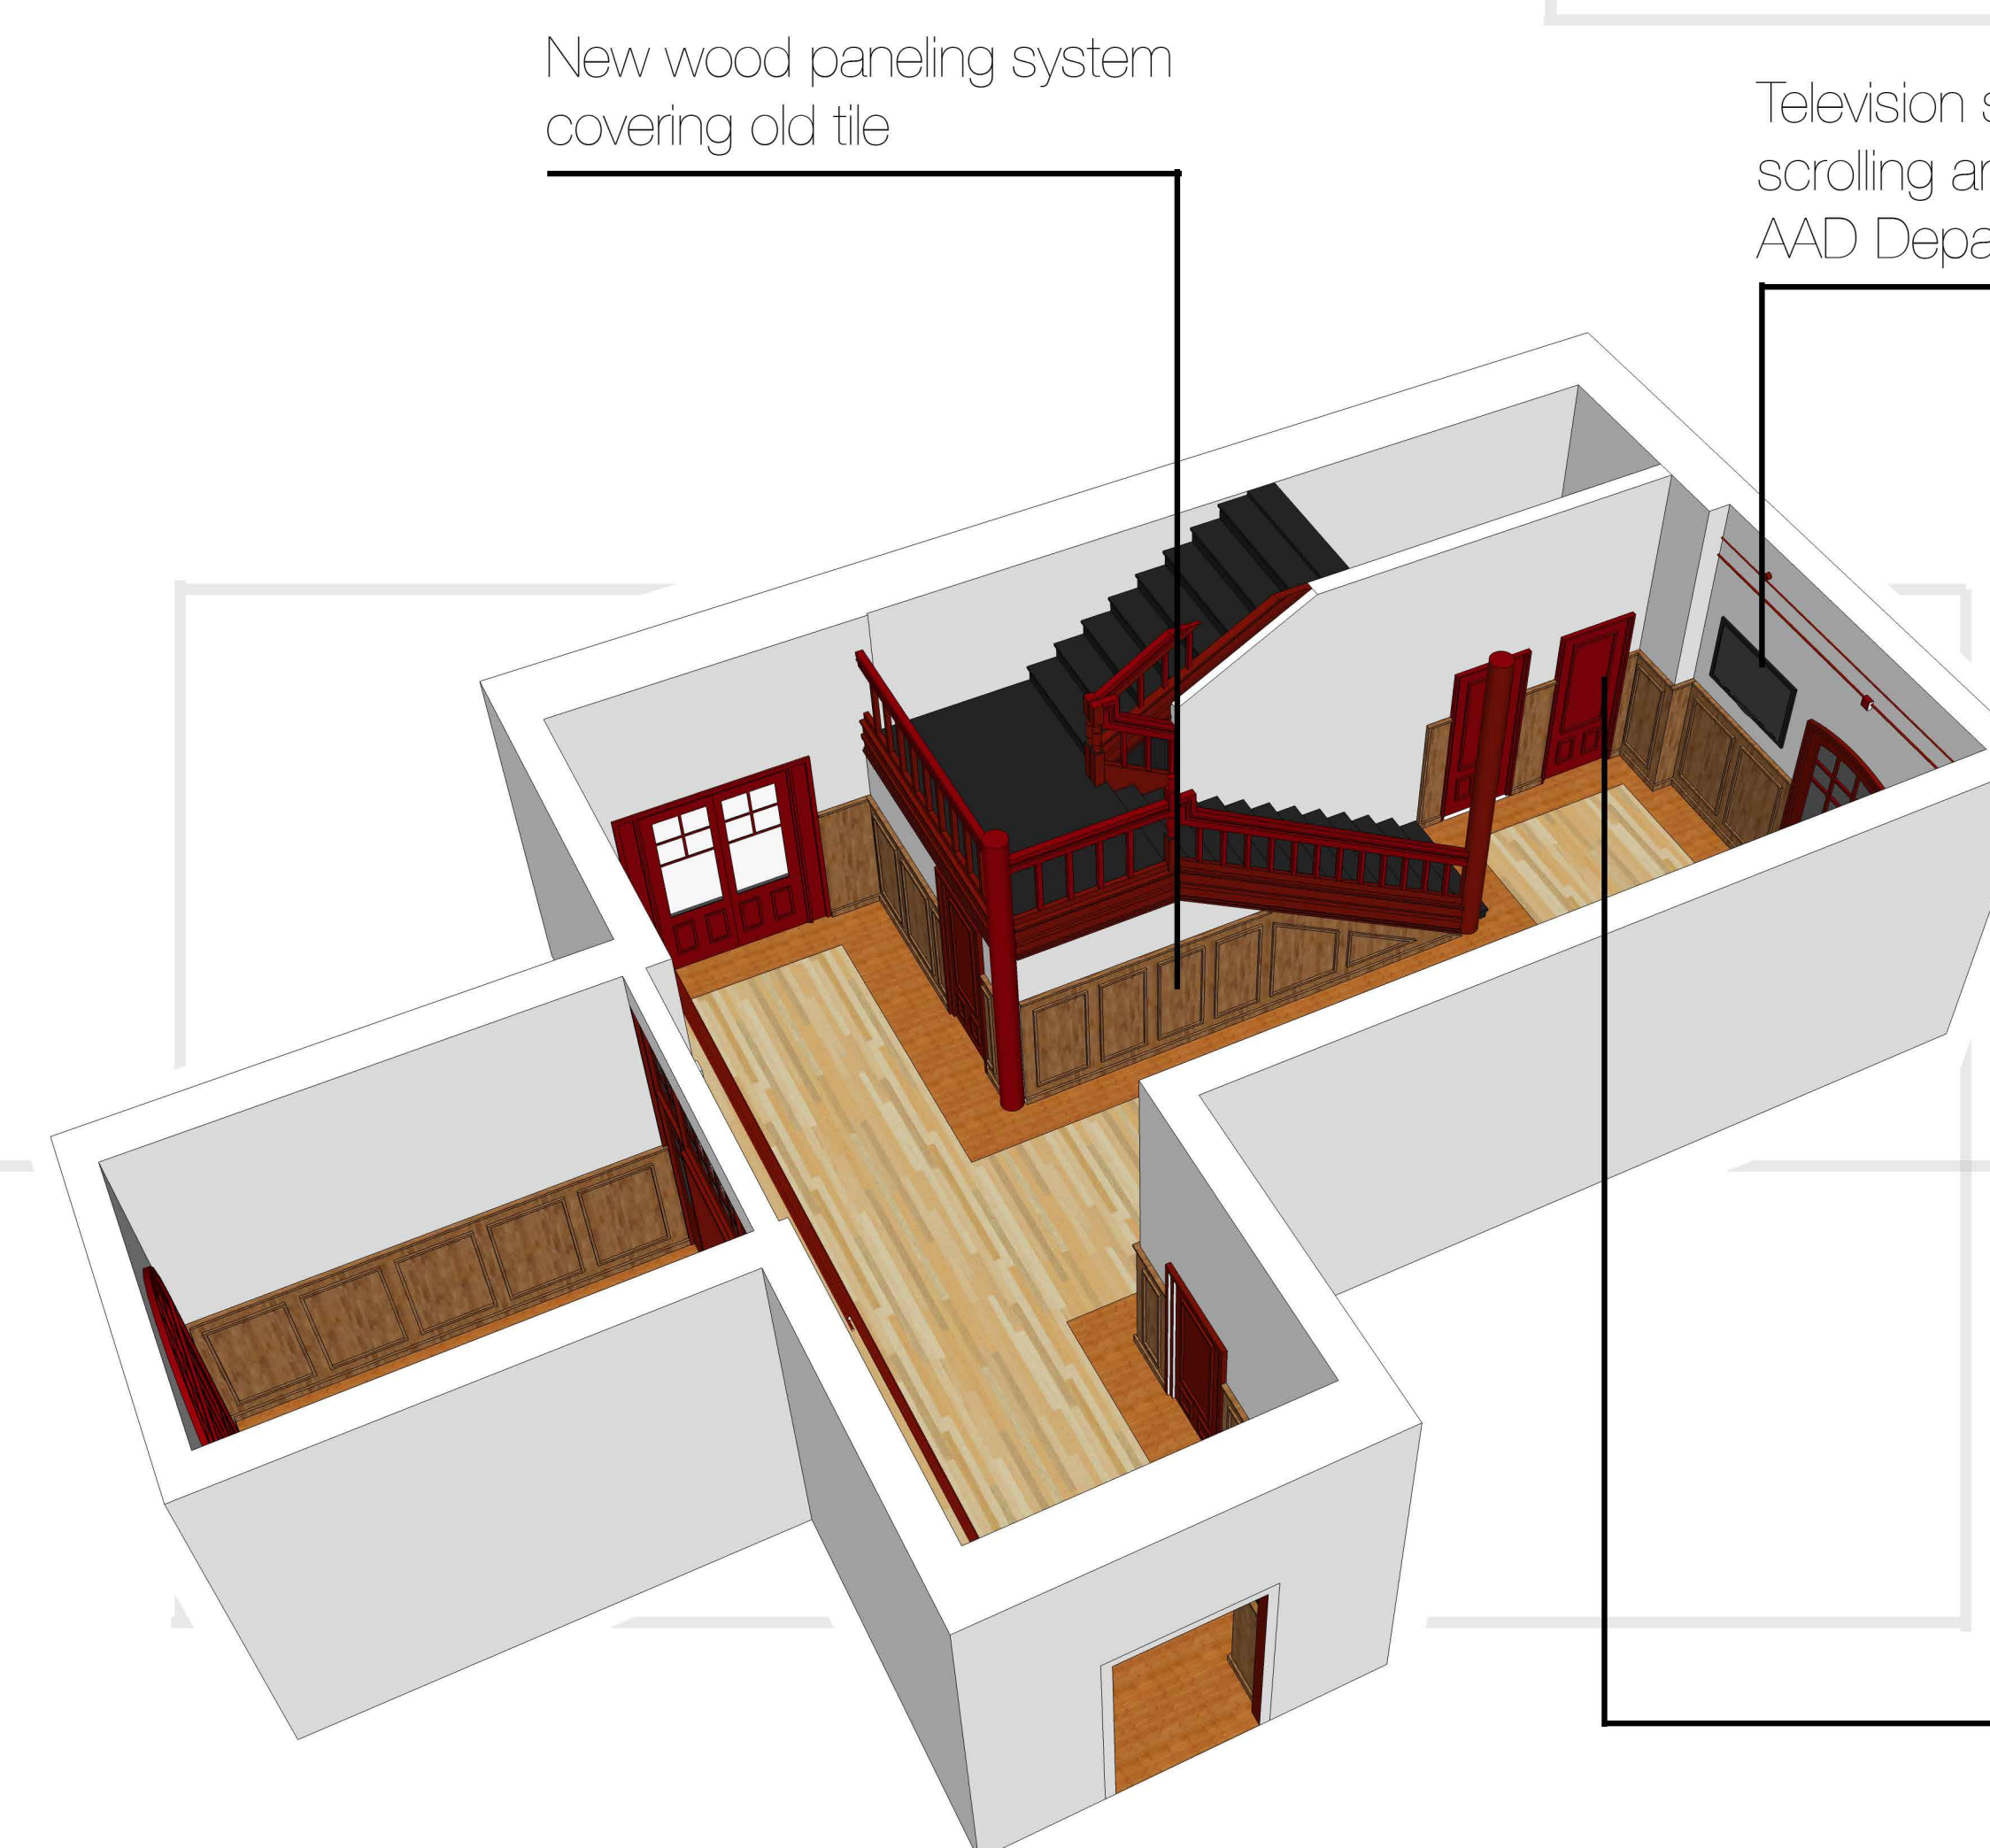 New wood paneling system
covering old tile
Television
scrolling
AAD